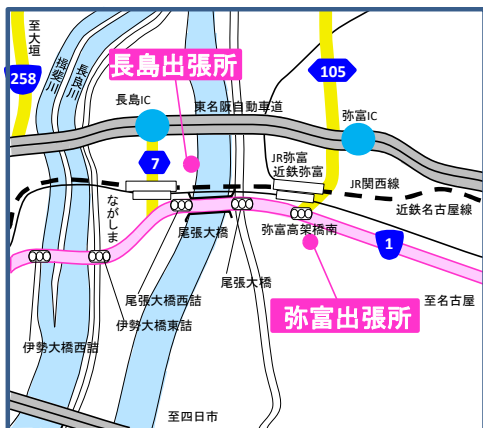 至大垣
258
揖斐川
長良川
長島出張所
105
長島IC
東名阪自動車道
弥富IC
7
JR弥富
近鉄弥富
JR関西線
ながしま
近鉄名古屋線
尾張大橋
弥富高架橋南
1
尾張大橋西詰
尾張大橋
至名古屋
弥富出張所
伊勢大橋東詰
伊勢大橋西詰
至四日市